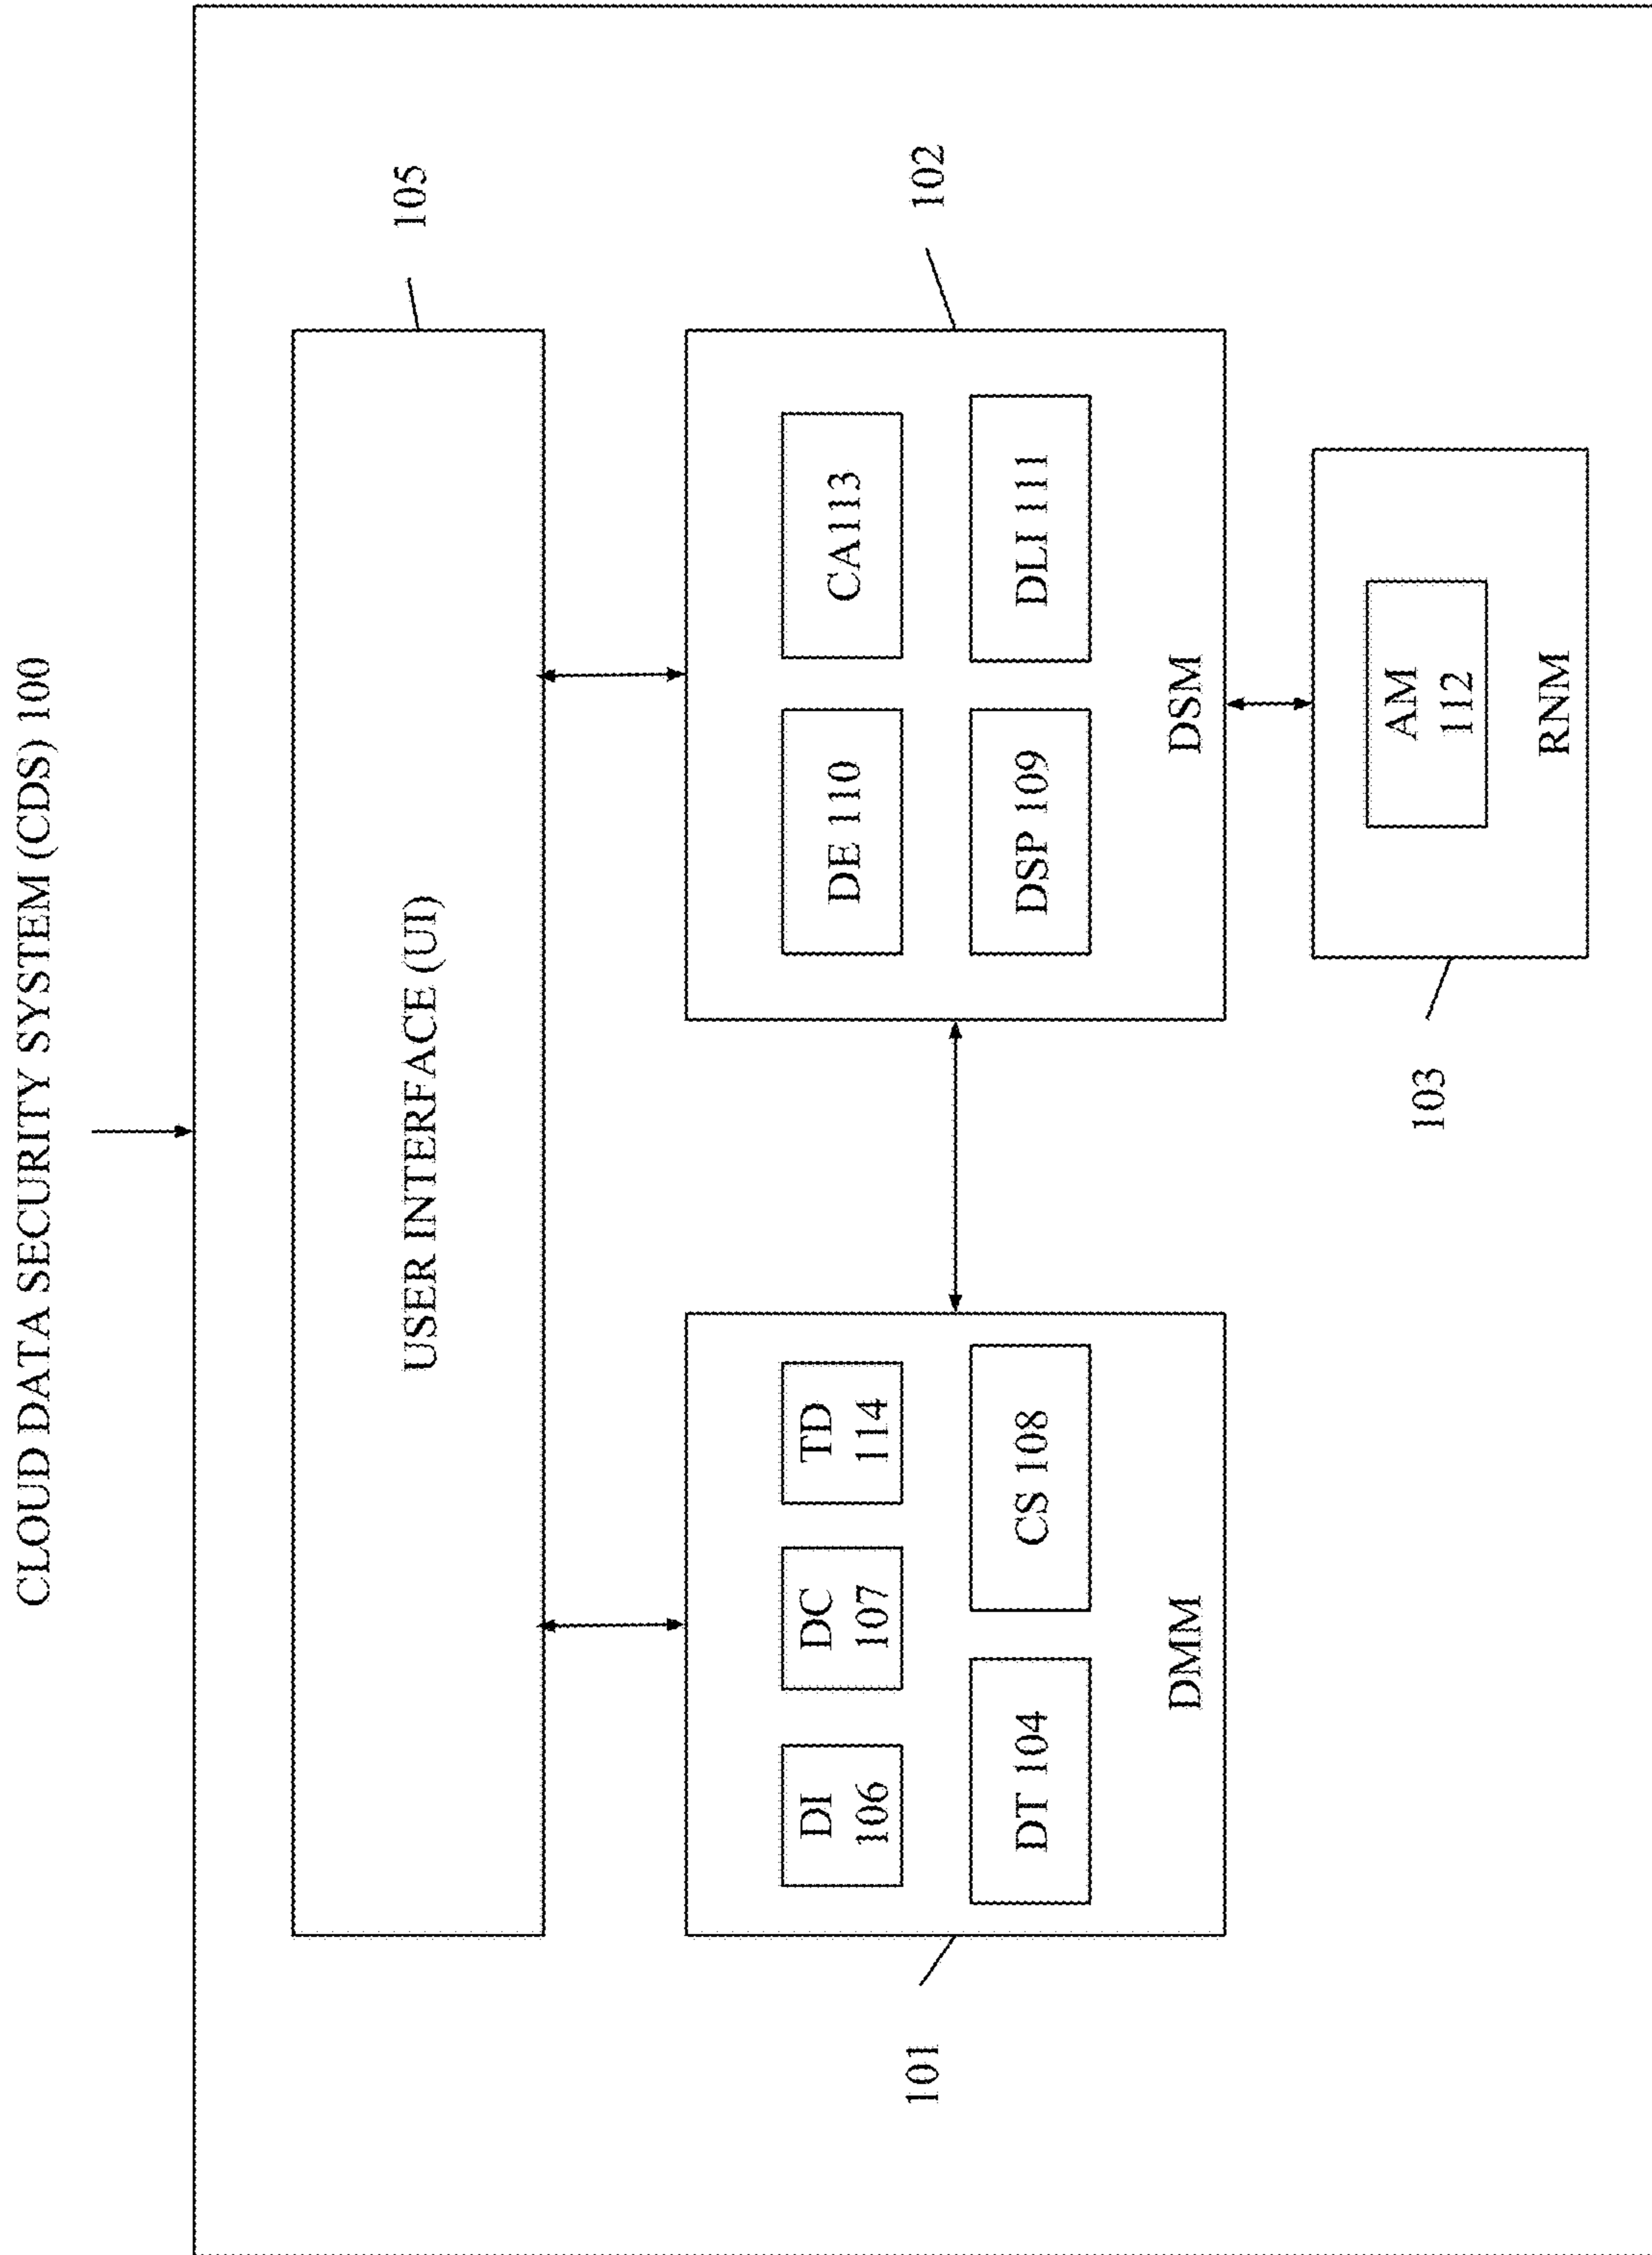 CLOUD DATA SECURITY SYSTEM (CDS) 100
105
USER INTERFACE (UI)
102
DI
106
DC
107
TD
114
DE 110
CA113
DT 104
CS 108
DSP 109
DLI 111
101
DMM
DSM
AM
112
103
RNM